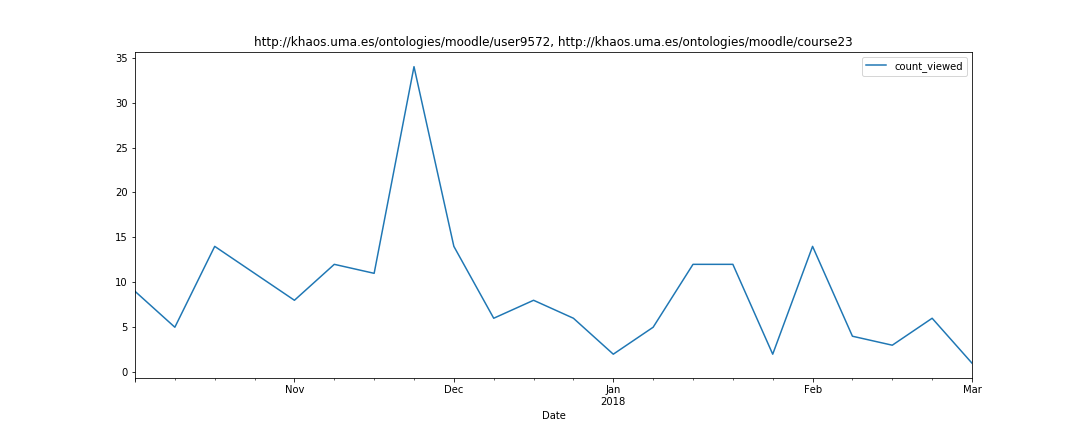 http://khaos.uma.es/ontologies/moodle/user9572, http://khaos.uma.es/ontologies/moodle/course23
count_viewed
35
30
25
20
15
10
5
0
Nov
Dec
Jan
2018
Feb
Mar
Date